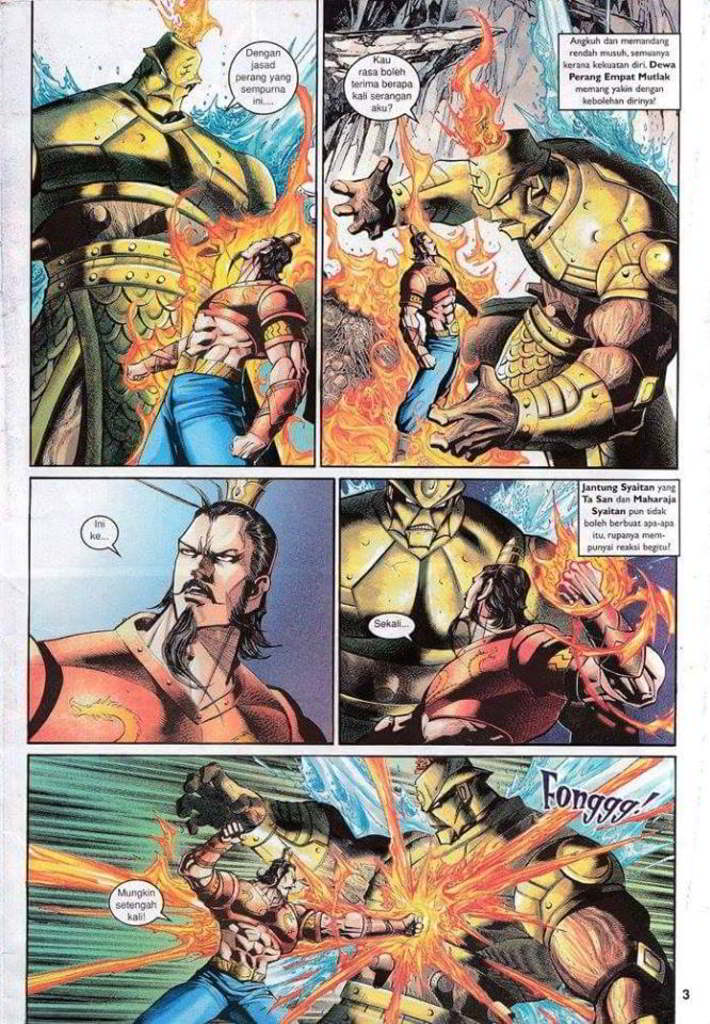 Dengan
jasad
perang yang
sempurna
ini....
Kau
rasa boleh
terima berapa
kali serangan
aku?
Angkuh dan memandang
rendah musuh, semuanya
kerana kekuatan diri. Dewa
Perang Empat Mutlak
memang yakin dengan
kebolehan dirinya!
Ini
ke...
Jantung Syaitan yang
Ta San dan Maharaja
Syaitan pun tidak
boleh berbuat apa-apa
itu, rupanya mem-
punyai reaksi begitu?
Sekali...
Fonggg!
Mungkin
setengah
kali!
3